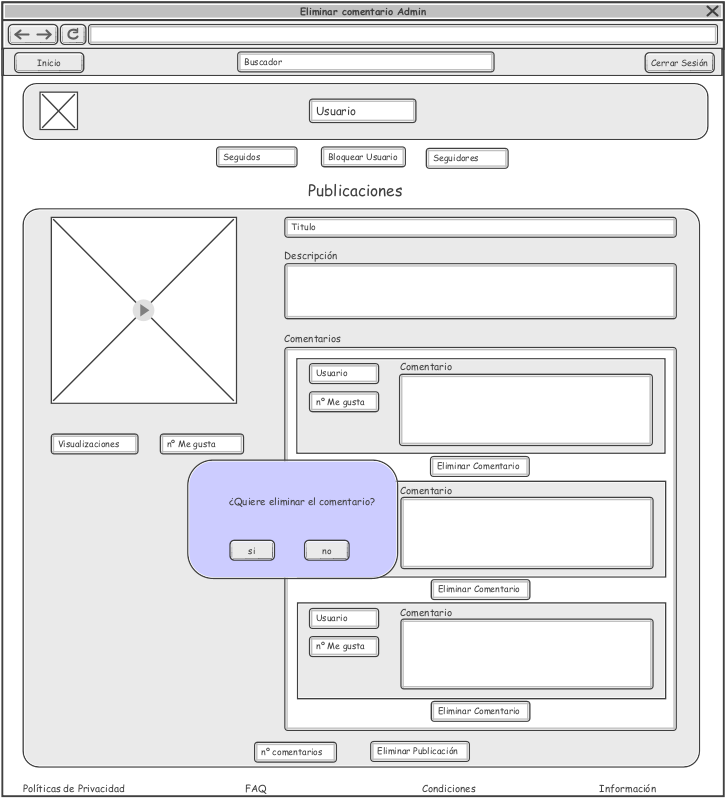 Eliminar comentario Admin
Inicio
Buscador
Cerrar Sesión
Usuario
Seguidos
Bloquear Usuario
Seguidores
Publicaciones
Titulo
Descripción
Comentarios
Usuario
Comentario
nº Me gusta
Visualizaciones
nº Me gusta
Eliminar Comentario
¿Quiere eliminar el comentario?
si
no
Comentario
Eliminar Comentario
Usuario
Comentario
nº Me gusta
Eliminar Comentario
nº comentarios
Eliminar Publicación
Políticas de Privacidad
FAQ
Condiciones
Información